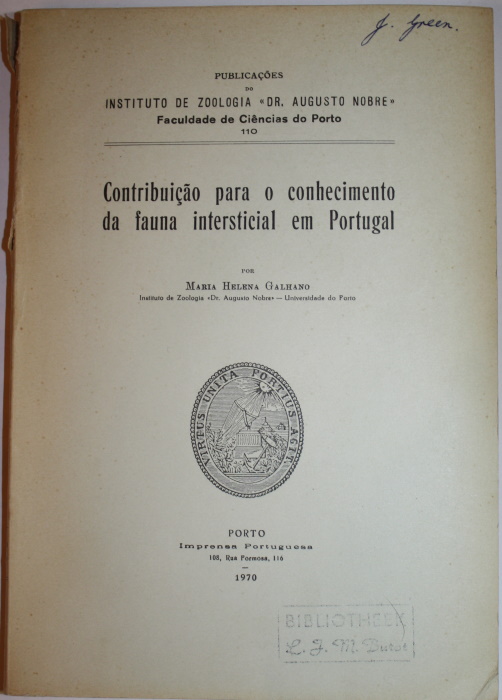 J. Green.
PUBLICAÇÕES
DO
INSTITUTO DE ZOOLOGIA «DR. AUGUSTO NOBRE»
Faculdade de Ciências do Porto
110
Contribuição para o conhecimento
da fauna intersticial em Portugal
POR
MARIA HELENA GALHANO
Instituto de Zoologia «Dr. Augusto Nobre» — Universidade do Porto
VIRTUS UNITA FORTIUS AGIT
PORTO
Imprensa Portuguesa
108, Rua Formosa, 116
1970
BIBLIOTHEEK
L. J. M. Butot